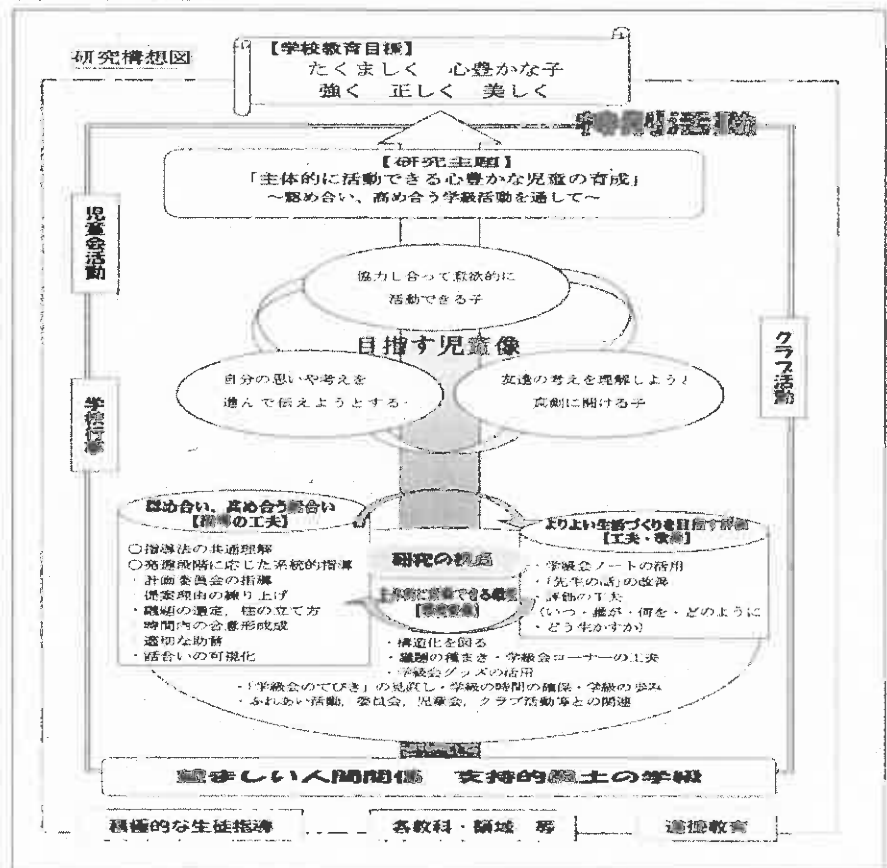 研究構想図
【学校教育目標】
たくましく 心豊かな子
強く 正しく 美しく
特別活動
【研究主題】
「主体的に活動できる心豊かな児童の育成」
~認め合い、高め合う学級活動を通して~
児童会活動
学校行事
クラブ活動
協力し合って意欲的に
活動できる子
目指す児童像
自分の思いや考えを
進んで伝えようとする
友達の考えを理解しようと
真剣に聞ける子
認め合い、高め合う話合い
【指導の工夫】
○指導法の共通理解
○発達段階に応じた系統的指導
・計画委員会の指導
・提案理由の練り上げ
・議題の選定，柱の立て方
時間内の合意形成
・適切な助言
・話合いの可視化
よりよい生活づくりを目指す評価
【工夫・改善】
・学級会ノートの活用
・「先生の話」の改善
・評価の工夫
(いつ・誰が・何を・どのように
・どう生かすか)
研究の視点
主体的に活動できる環境
【環境整備】
・構造化を図る
・議題の種まき・学級会コーナーの工夫
・学級会グッズの活用
・「学級会のてびき」の見直し・学級の時間の確保・学級の歩み
・ふれあい活動，委員会，児童会，クラブ活動等との関連
望ましい人間関係 支持的風土の学級
積極的な生徒指導
各教科・領域 等
道徳教育